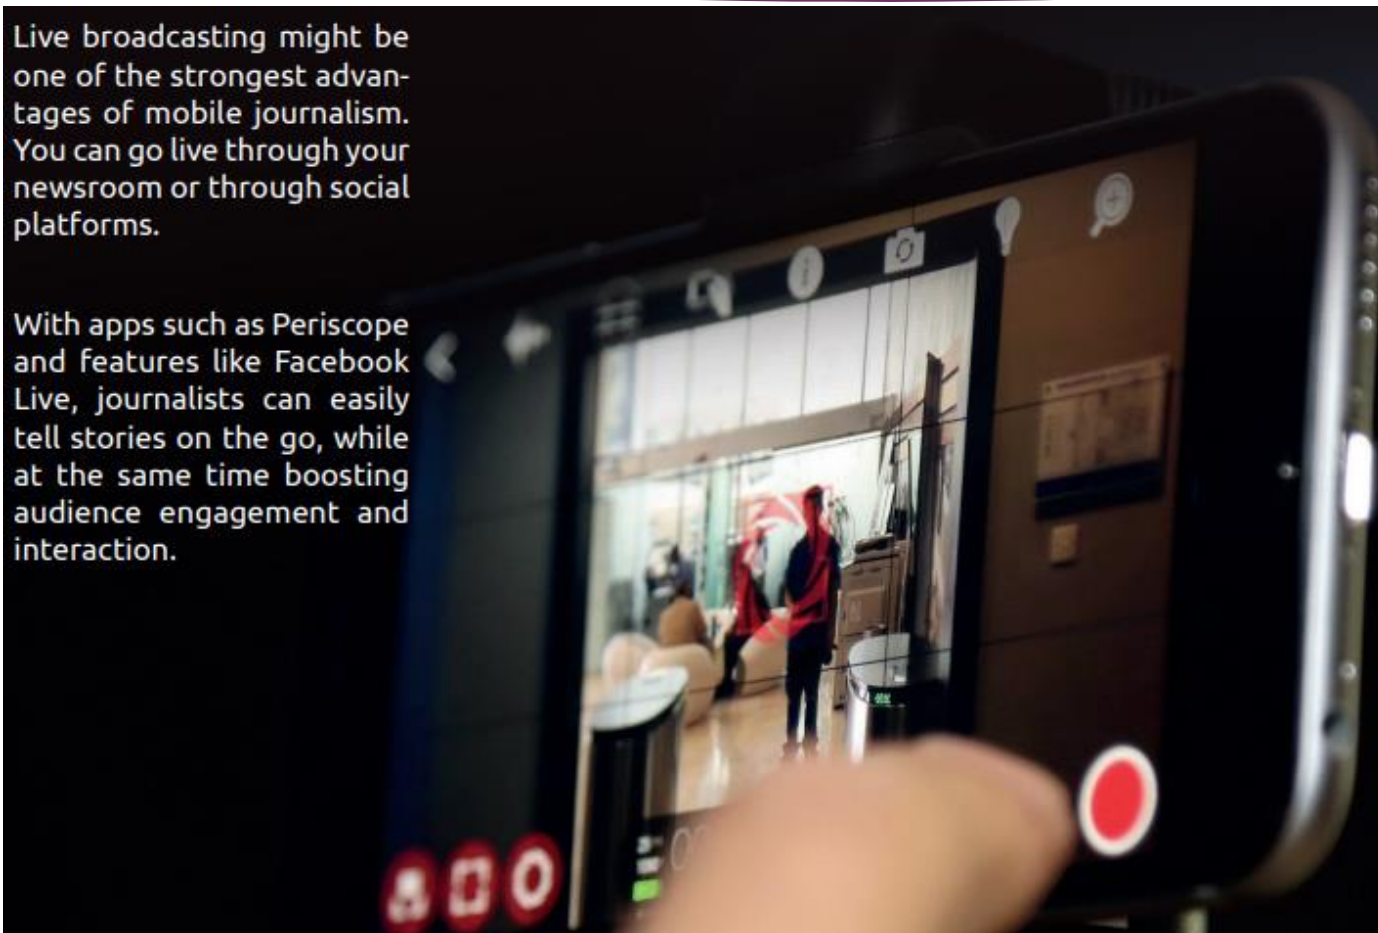 Live broadcasting might be
one of the strongest advan-
tages of mobile journalism.
You can go live through your
newsroom or through social
platforms.
With apps such as Periscope
and features like Facebook
Live, journalists can easily
tell stories on the go, while
at the same time boosting
audience engagement and
interaction.